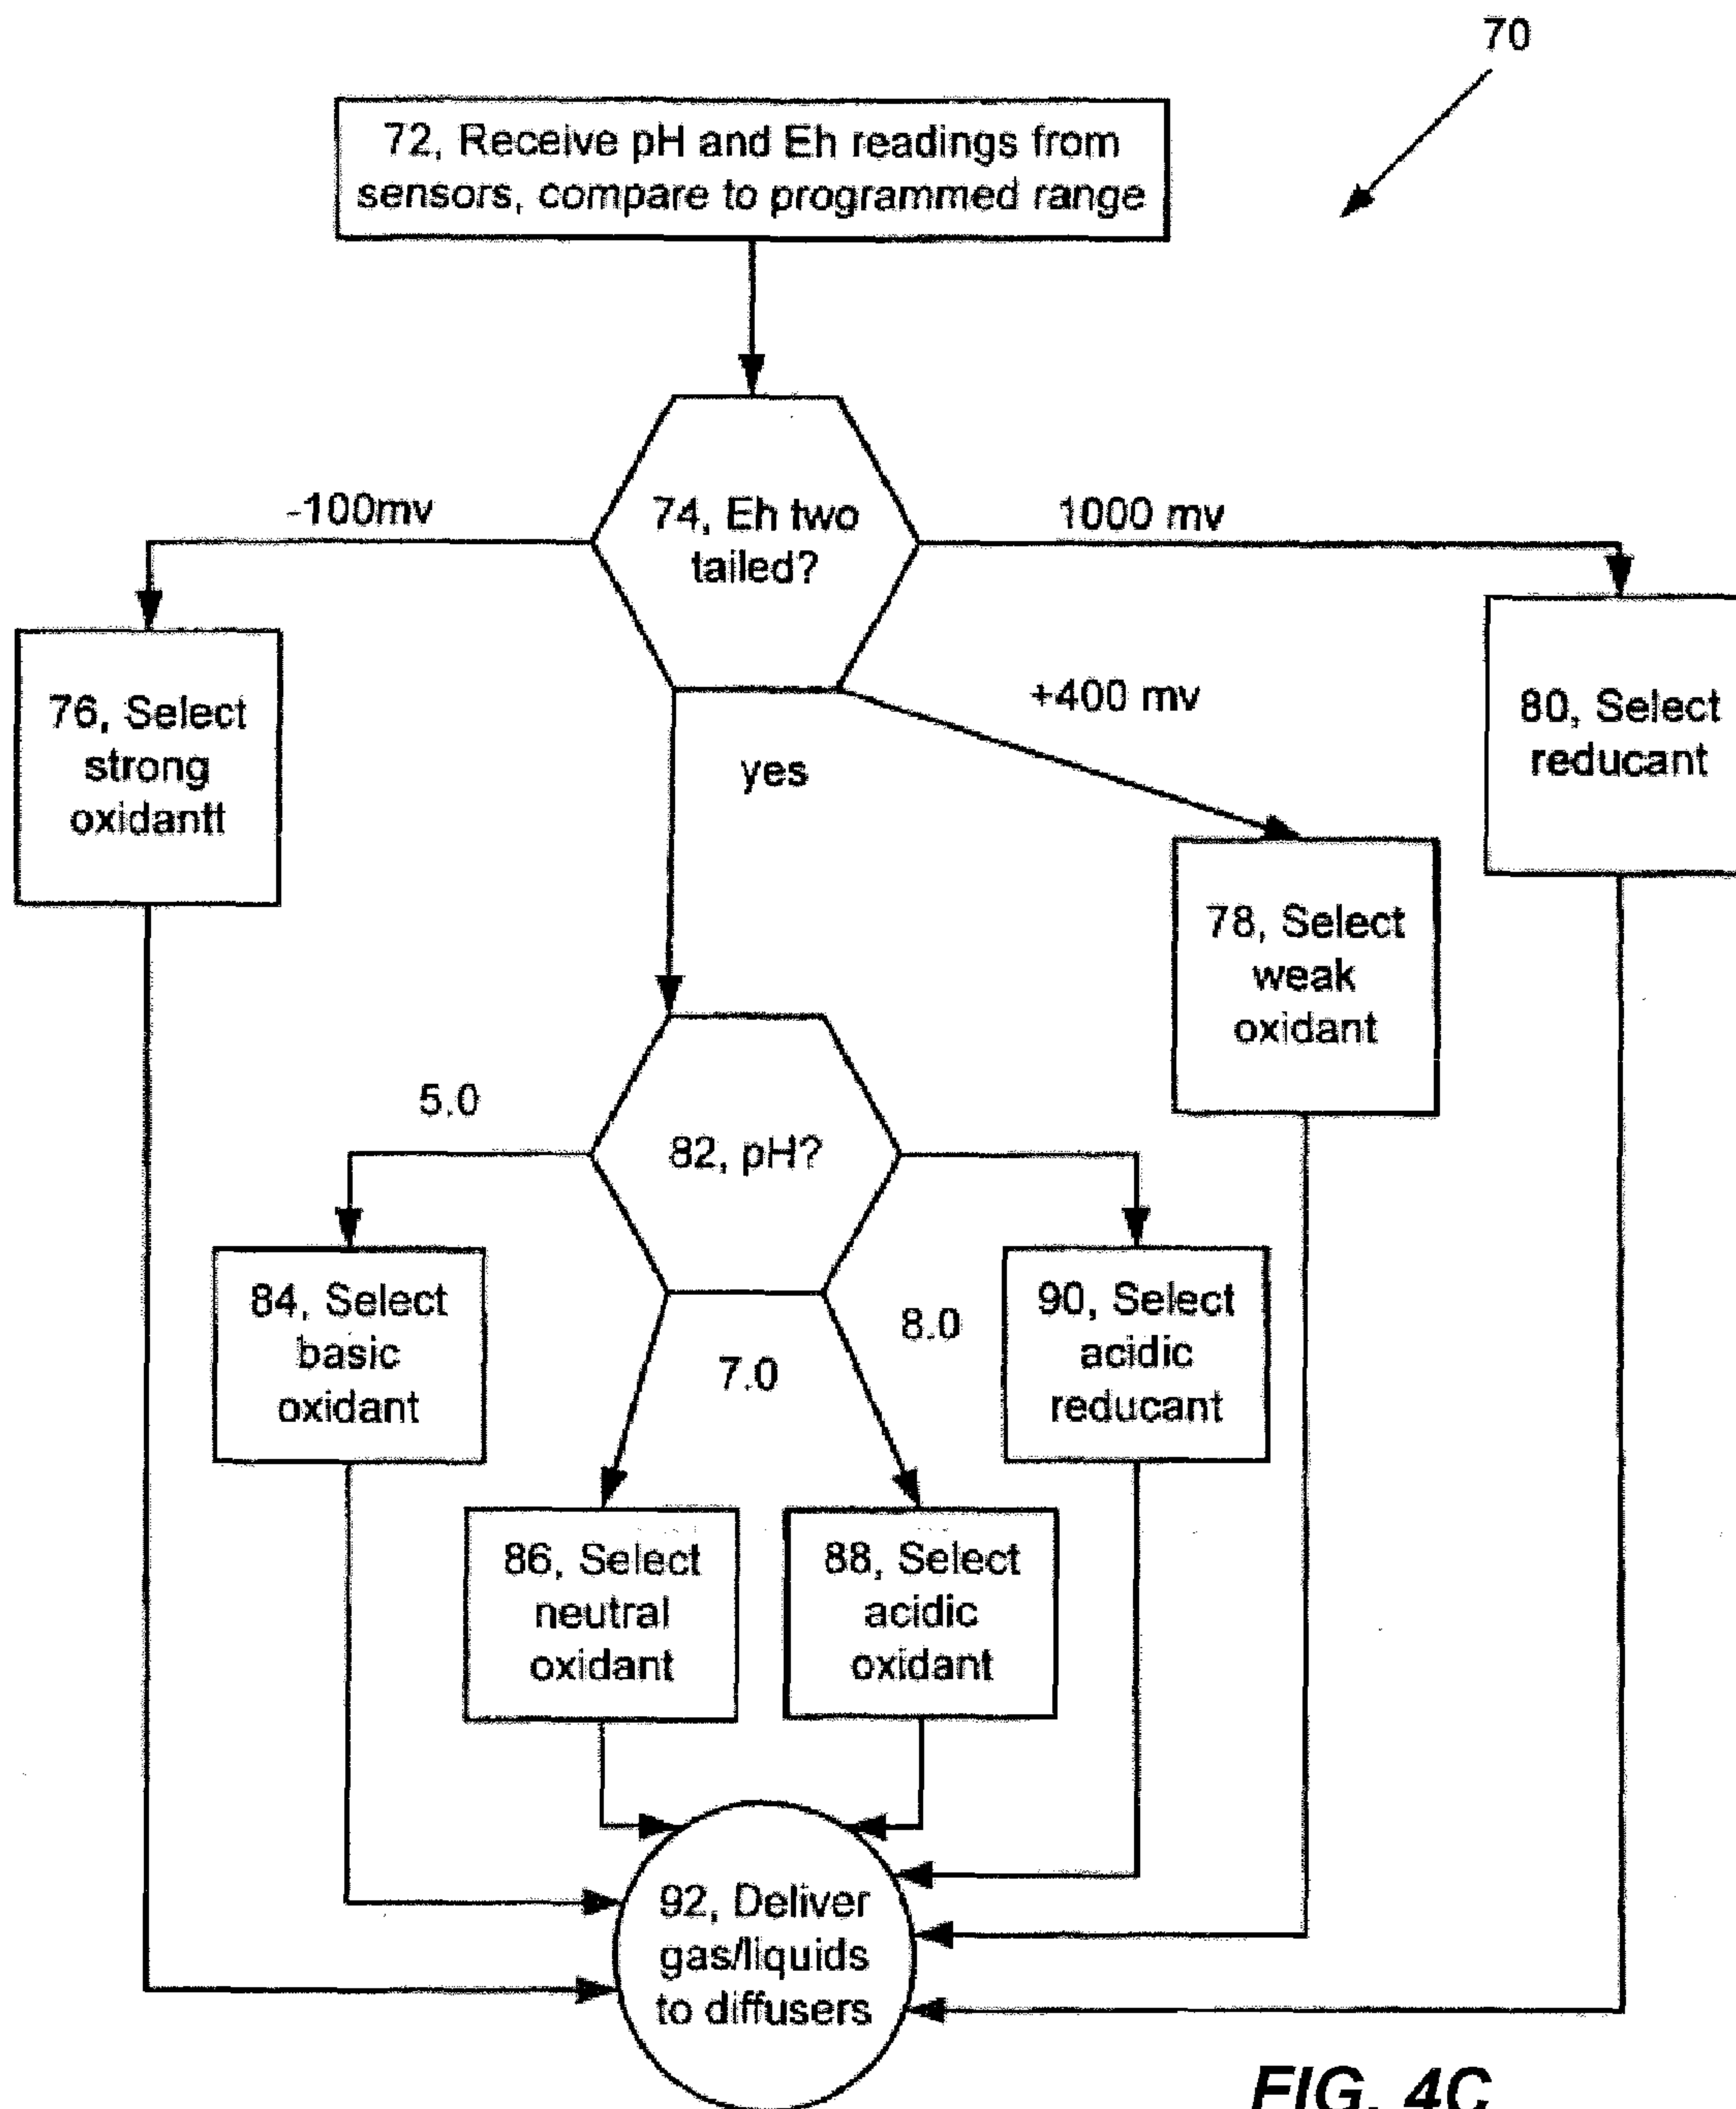 70
72, Receive pH and Eh readings from
sensors, compare to programmed range
74, Eh two
tailed?
-100mv
1000 mv
+400 mv
yes
76, Select
strong
oxidantt
80, Select
reducant
78, Select
weak
oxidant
82, pH?
5.0
7.0
8.0
84, Select
basic
oxidant
90, Select
acidic
reducant
86, Select
neutral
oxidant
88, Select
acidic
oxidant
92, Deliver
gas/liquids
to diffusers
FIG. 4C